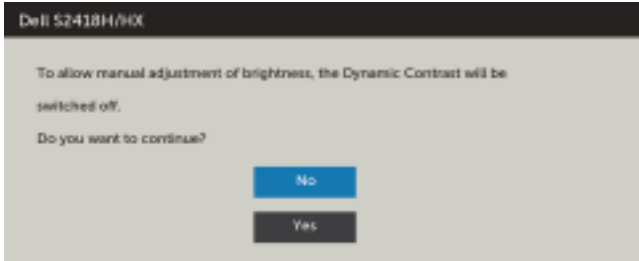 Dell S2418H/HX
To allow manual adjustment of brightness, the Dynamic Contrast will be
switched off.
Do you want to continue?
No
Yes